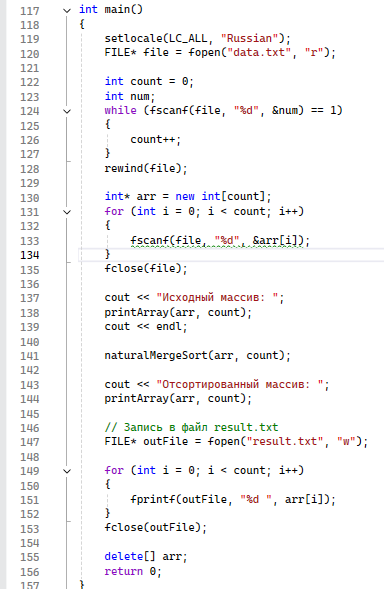 117 int main()
118 {
119 setlocale(LC_ALL, "Russian");
120 FILE* file = fopen("data.txt", "r");
121
122 int count = 0;
123 int num;
124 while (fscanf(file, "%d", &num) == 1)
125 {
126 count++;
127 }
128 rewind(file);
129
130 int* arr = new int[count];
131 for (int i = 0; i < count; i++)
132 {
133 fscanf(file, "%d", &arr[i]);
134 }
135 fclose(file);
136
137 cout << "Исходный массив: ";
138 printArray(arr, count);
139 cout << endl;
140
141 naturalMergeSort(arr, count);
142
143 cout << "Отсортированный массив: ";
144 printArray(arr, count);
145
146 // Запись в файл result.txt
147 FILE* outFile = fopen("result.txt", "w");
148
149 for (int i = 0; i < count; i++)
150 {
151 fprintf(outFile, "%d ", arr[i]);
152 }
153 fclose(outFile);
154
155 delete[] arr;
156 return 0;
157 }